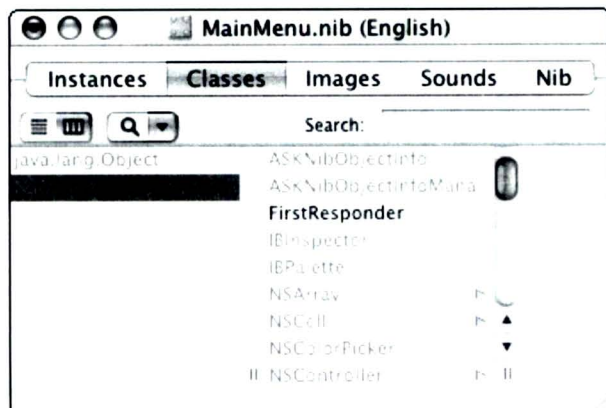 MainMenu.nib (English)
Instances Classes Images Sounds Nib
Search:
java.lang.Object ASKNibObjectInfo
ASKNibObjectInfoMana
FirstResponder
IBInspector
IBPalette
NSArray
NSCell
NSColorPicker
NSController